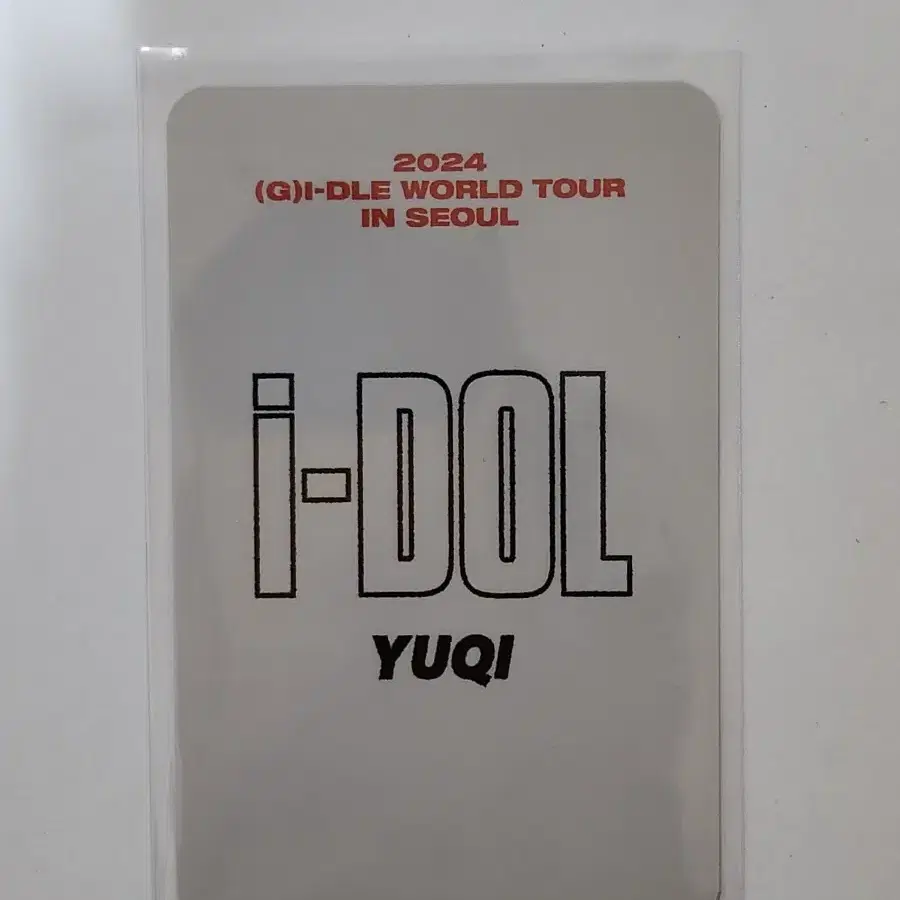 2024
(G)I-DLE WORLD TOUR
IN SEOUL
i-DOL
YUQI